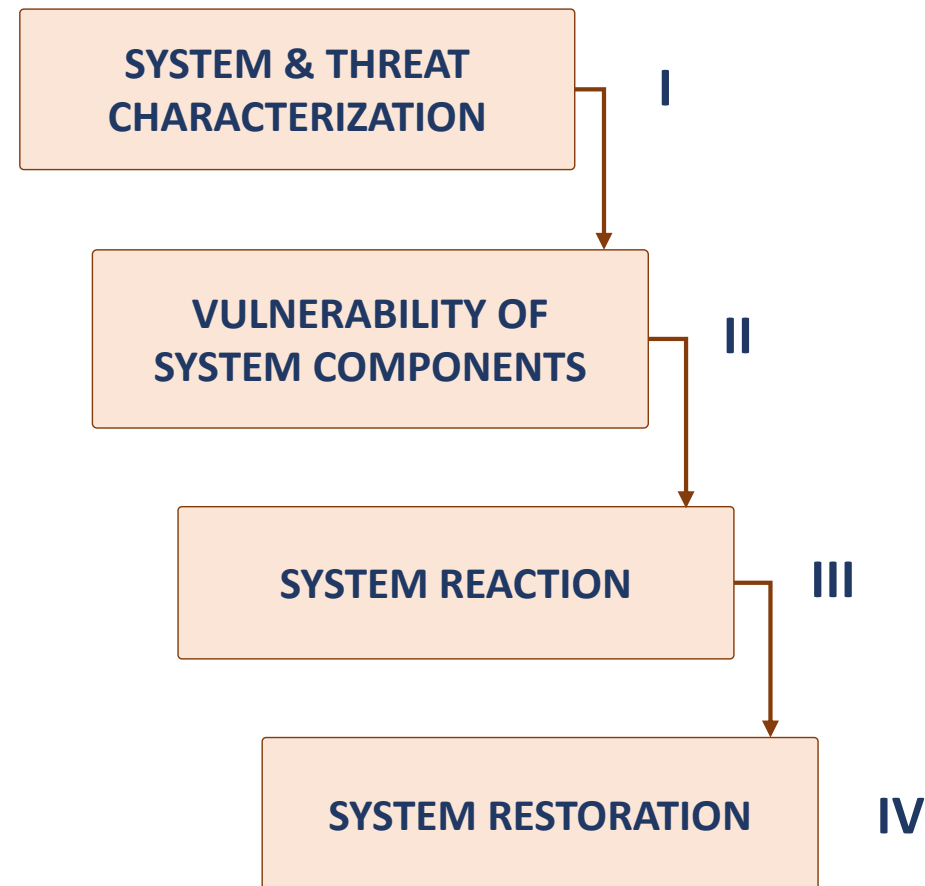 SYSTEM & THREAT
CHARACTERIZATION
I
VULNERABILITY OF
SYSTEM COMPONENTS
II
SYSTEM REACTION
III
SYSTEM RESTORATION
IV